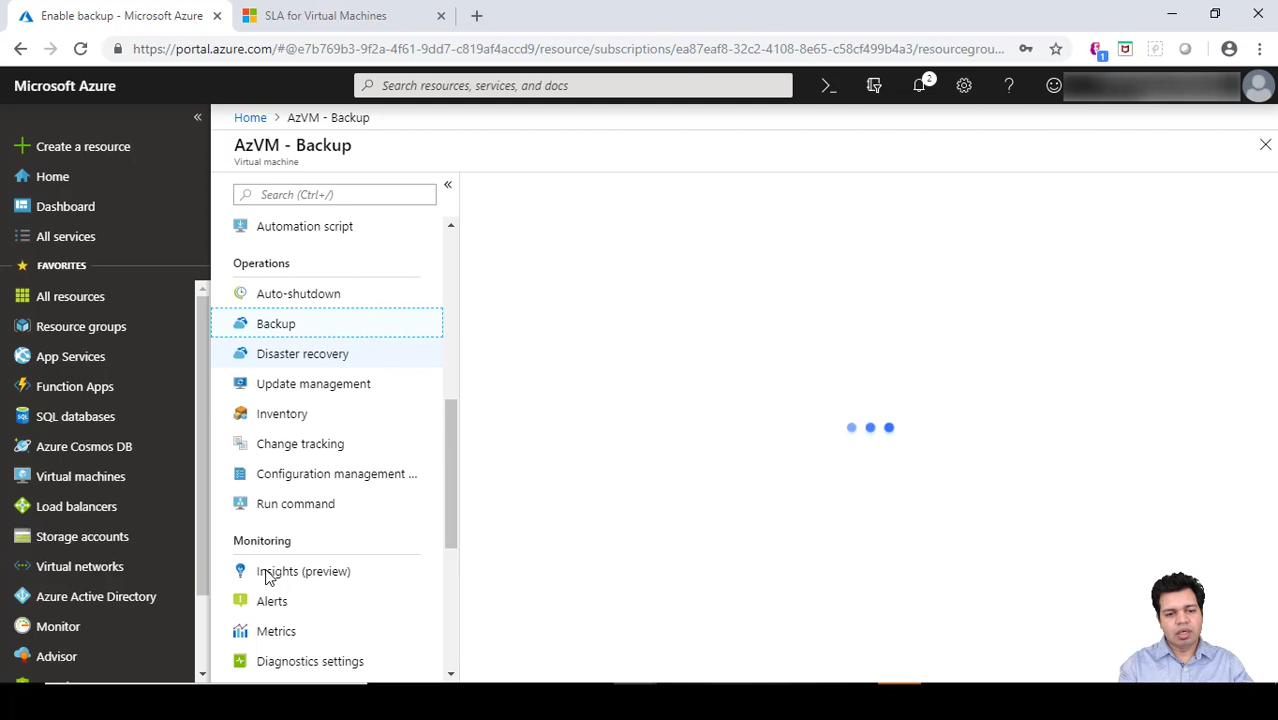 Enable backup - Microsoft Azure
SLA for Virtual Machines
https://portal.azure.com/#@e7b769b3-9f2a-4f61-9dd7-c819af4accd9/resource/subscriptions/ea87eaf8-32c2-4108-8e65-c58cf499b4a3/resourcegrou...
1
Microsoft Azure
Search resources, services, and docs
2
Create a resource
Home
Dashboard
All services
FAVORITES
All resources
Resource groups
App Services
Function Apps
SQL databases
Azure Cosmos DB
Virtual machines
Load balancers
Storage accounts
Virtual networks
Azure Active Directory
Monitor
Advisor
Home > AzVM - Backup
AzVM - Backup
Virtual machine
Search (Ctrl+/)
Automation script
Operations
Auto-shutdown
Backup
Disaster recovery
Update management
Inventory
Change tracking
Configuration management ...
Run command
Monitoring
Insights (preview)
Alerts
Metrics
Diagnostics settings